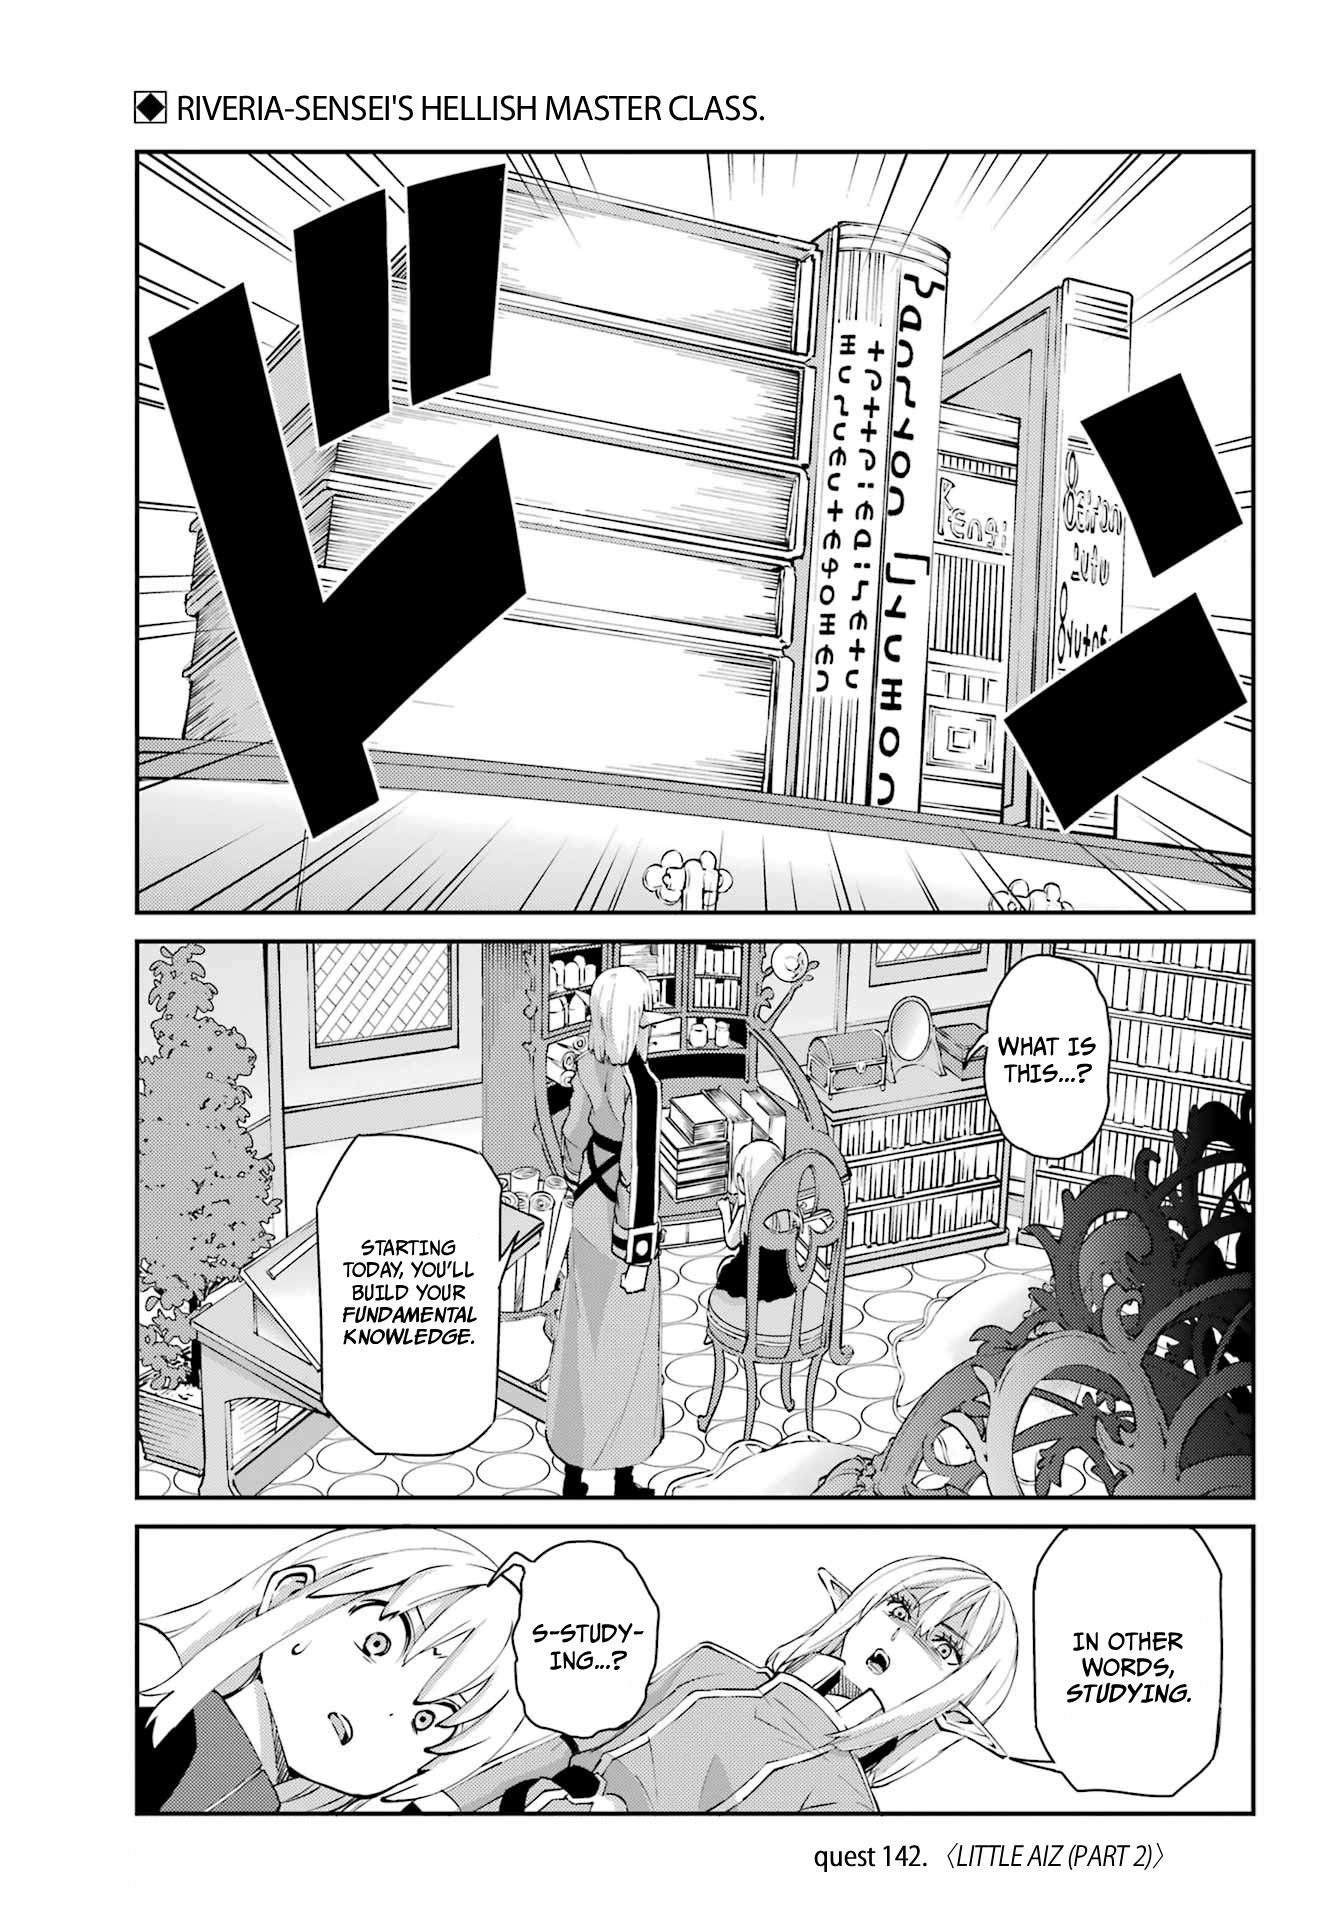 RIVERIA-SENSEI'S HELLISH MASTER CLASS.
ドン
WHAT IS
THIS...?
STARTING
TODAY, YOU'LL
BUILD YOUR
FUNDAMENTAL
KNOWLEDGE.
IN OTHER
WORDS,
STUDYING.
S-STUDY-
ING...?
quest 142. 〈LITTLE AIZ (PART 2)〉